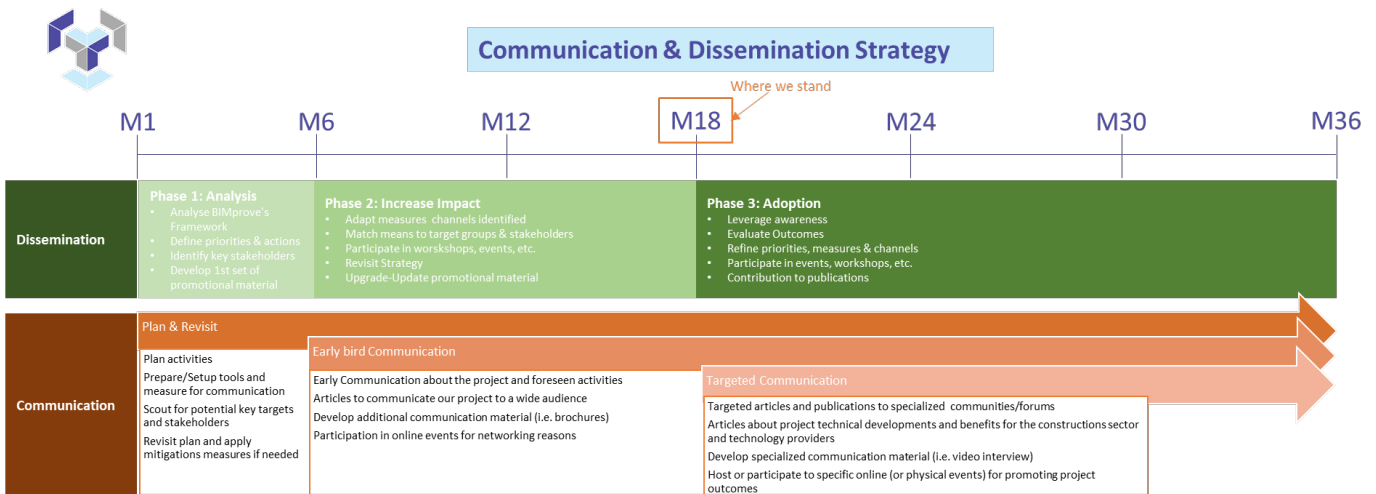 Communication & Dissemination Strategy
Where we stand
M1
M6
M12
M18
M24
M30
M36
Dissemination
Phase 1: Analysis
• Analyse BIMprove's
Framework
• Define priorities & actions
• Identify key stakeholders
• Develop 1st set of
promotional material
Phase 2: Increase Impact
• Adapt measures channels identified
• Match means to target groups & stakeholders
• Participate in worskshops, events, etc.
• Revisit Strategy
• Upgrade-Update promotional material
Phase 3: Adoption
• Leverage awareness
• Evaluate Outcomes
• Refine priorities, measures & channels
• Participate in events, workshops, etc.
• Contribution to publications
Communication
Plan & Revisit
Plan activities
Prepare/Setup tools and
measure for communication
Scout for potential key targets
and stakeholders
Revisit plan and apply
mitigations measures if needed
Early bird Communication
Early Communication about the project and foreseen activities
Articles to communicate our project to a wide audience
Develop additional communication material (i.e. brochures)
Participation in online events for networking reasons
Targeted Communication
Targeted articles and publications to specialized communities/forums
Articles about project technical developments and benefits for the constructions sector
and technology providers
Develop specialized communication material (i.e. video interview)
Host or participate to specific online (or physical events) for promoting project
outcomes